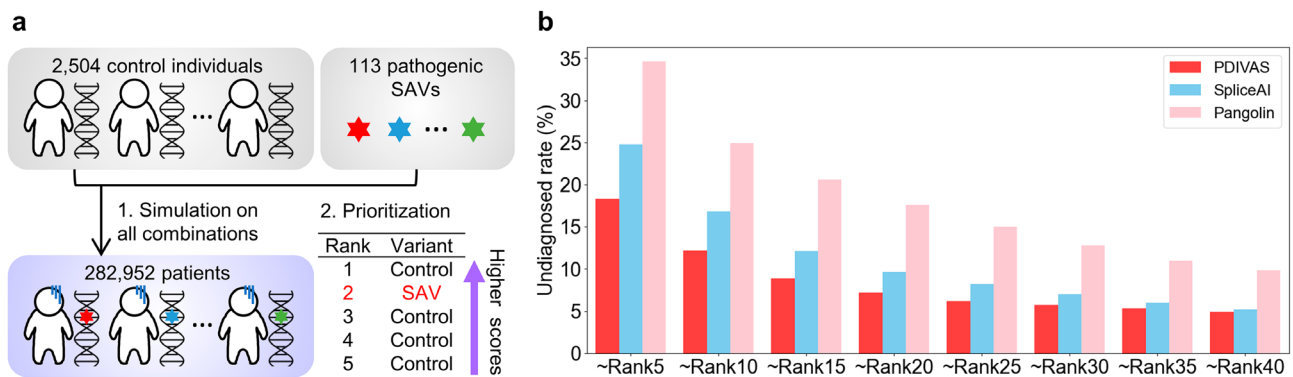 a
2,504 control individuals
...
113 pathogenic
SAVs
...
1. Simulation on
all combinations
282,952 patients
...
2. Prioritization
Rank Variant
1 Control
2 SAV
3 Control
4 Control
5 Control
Higher scores
b
Undiagnosed rate (%)
35
30
25
20
15
10
5
0
~Rank5 ~Rank10 ~Rank15 ~Rank20 ~Rank25 ~Rank30 ~Rank35 ~Rank40
PDIVAS
SpliceAI
Pangolin